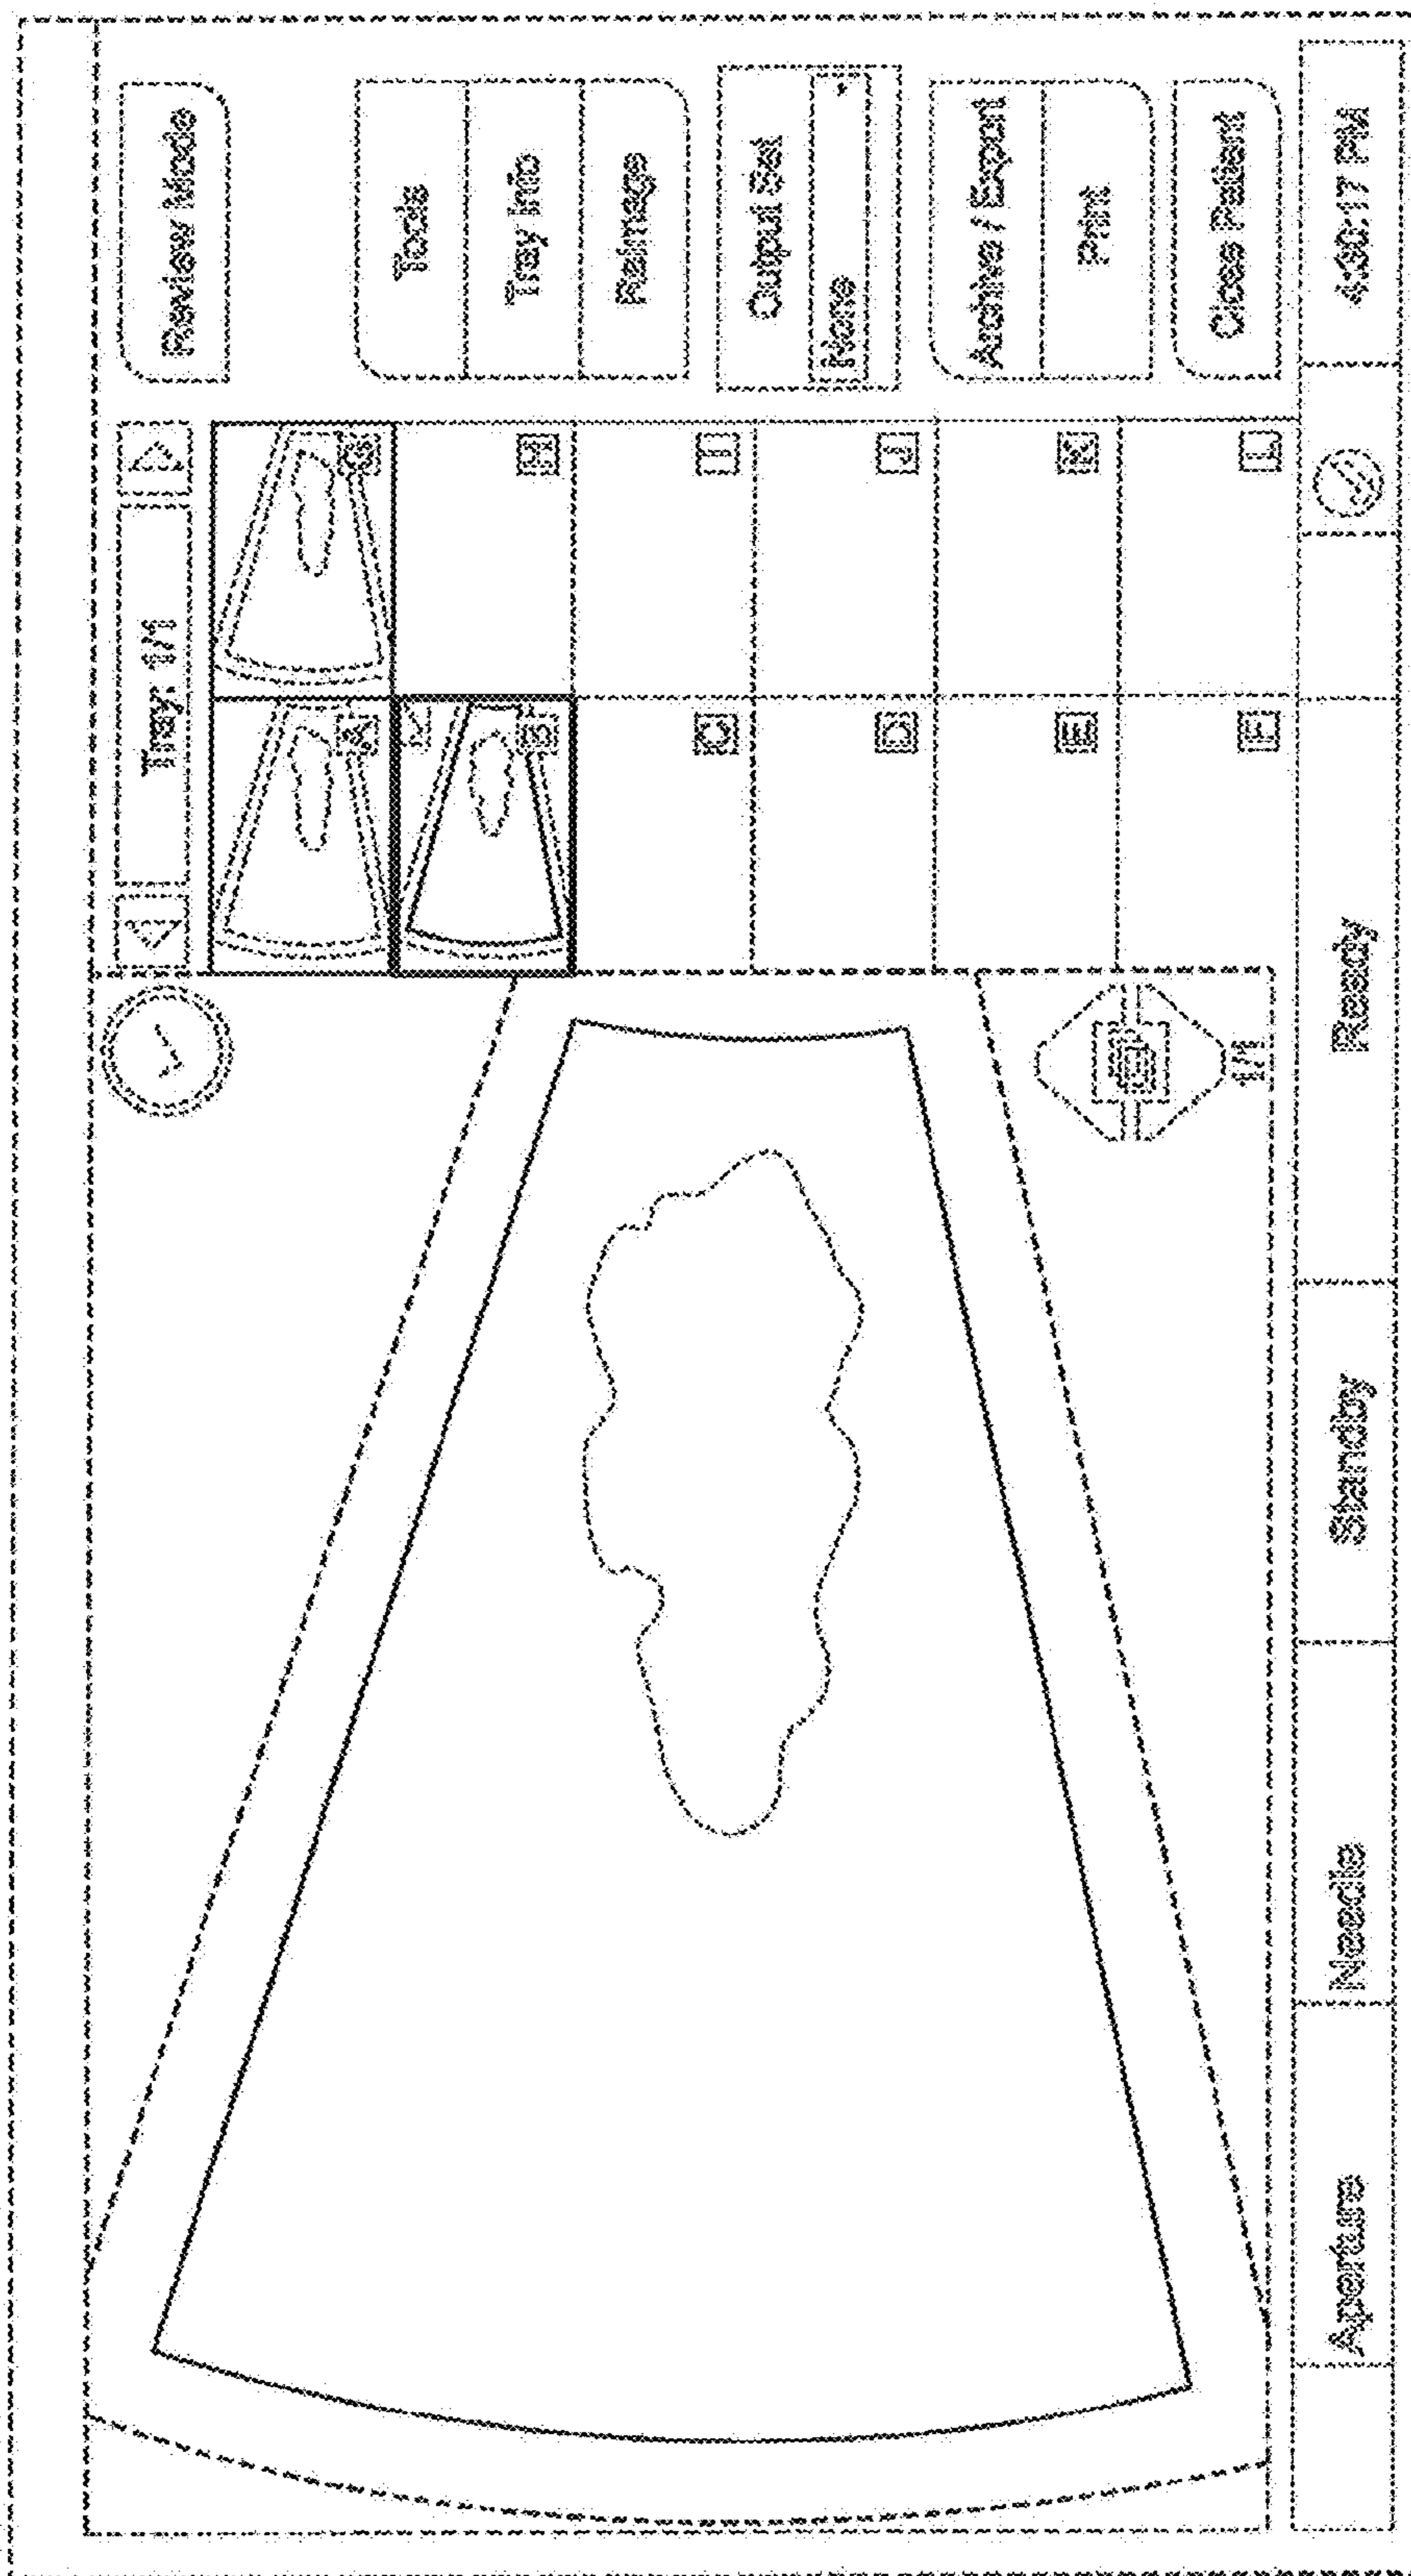 Review Mode
Tray: 1/1
A
G
B
H
C
I
D
J
E
K
F
L
Tools
Tray Info
Reimage
Output Set
None
Archive / Export
Print
Close Patient
1/1
Aperture
Needle
Standby
Ready
4:30:17 PM